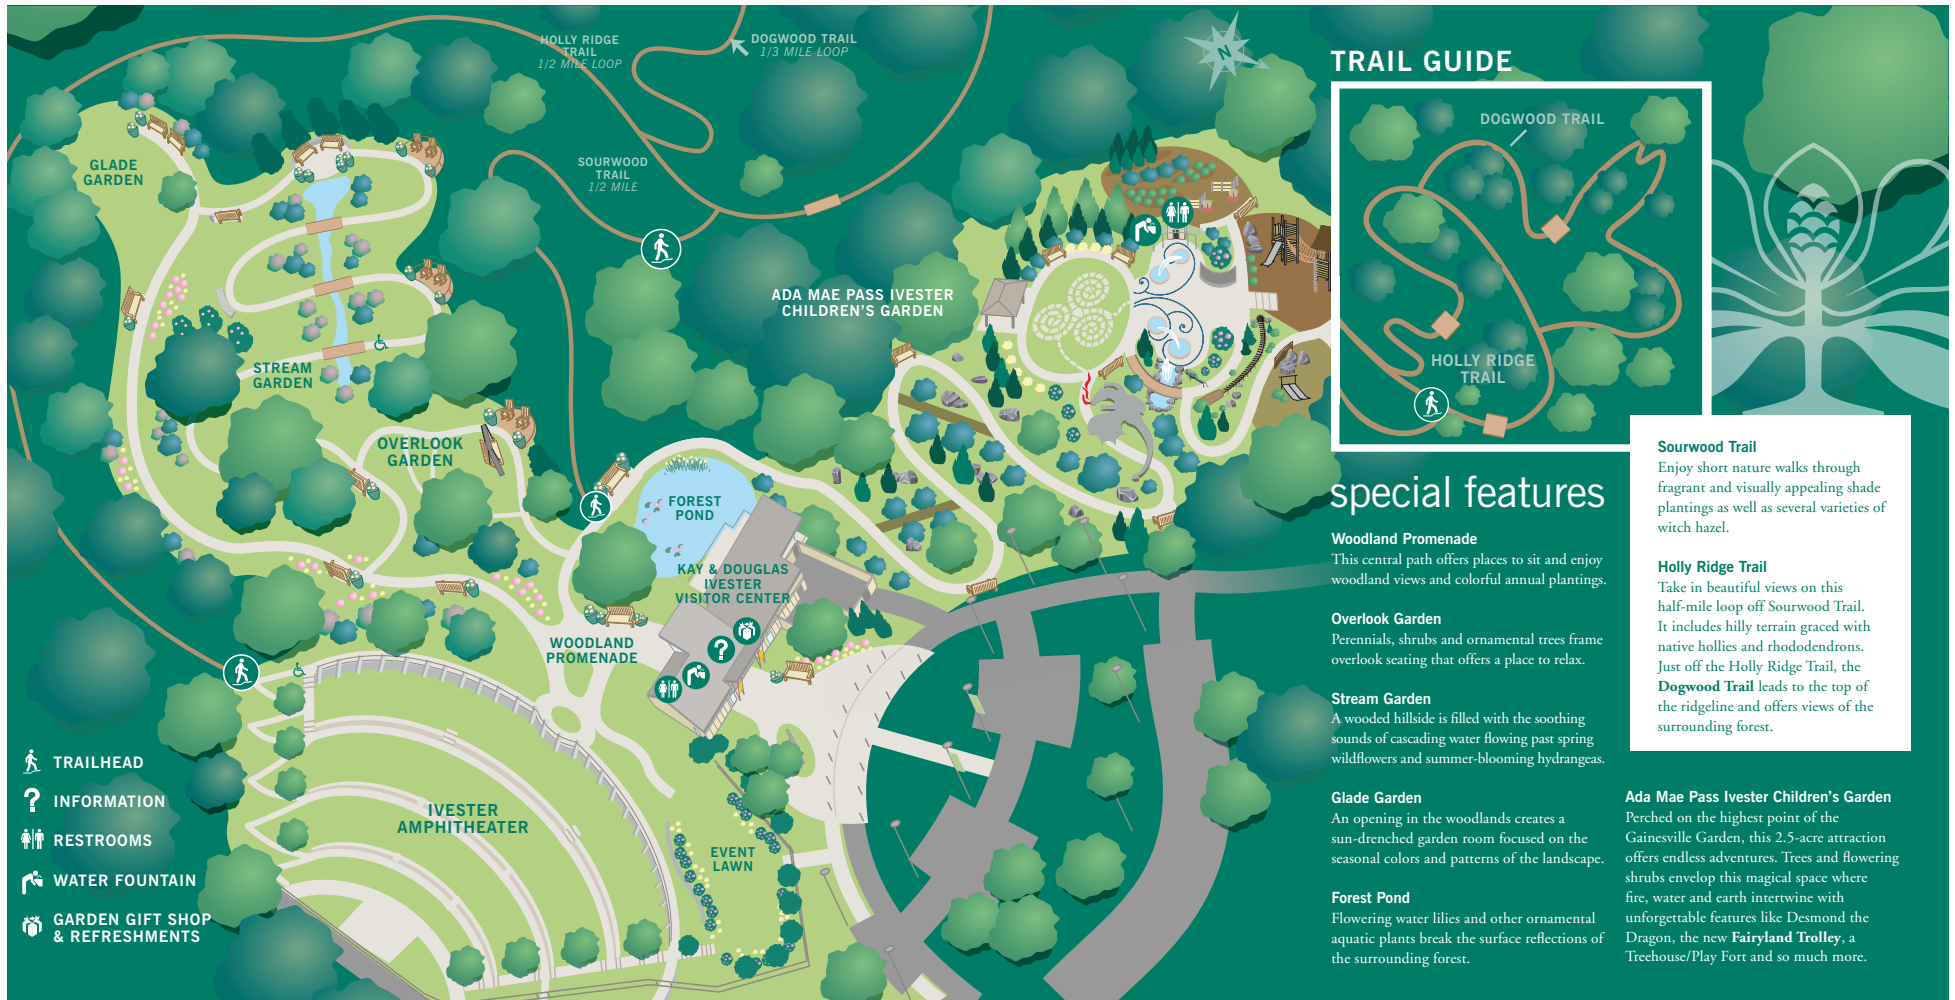 HOLLY RIDGE
TRAIL
1/2 MILE LOOP
DOGWOOD TRAIL
1/3 MILE LOOP
N
GLADE
GARDEN
SOURWOOD
TRAIL
1/2 MILE
ADA MAE PASS IVESTER
CHILDREN'S GARDEN
STREAM
GARDEN
OVERLOOK
GARDEN
FOREST
POND
KAY & DOUGLAS
IVESTER
VISITOR CENTER
WOODLAND
PROMENADE
?
IVESTER
AMPHITHEATER
EVENT
LAWN
TRAILHEAD
? INFORMATION
RESTROOMS
WATER FOUNTAIN
GARDEN GIFT SHOP
& REFRESHMENTS
TRAIL GUIDE
DOGWOOD TRAIL
HOLLY RIDGE
TRAIL
special features
Woodland Promenade
This central path offers places to sit and enjoy
woodland views and colorful annual plantings.
Overlook Garden
Perennials, shrubs and ornamental trees frame
overlook seating that offers a place to relax.
Stream Garden
A wooded hillside is filled with the soothing
sounds of cascading water flowing past spring
wildflowers and summer-blooming hydrangeas.
Glade Garden
An opening in the woodlands creates a
sun-drenched garden room focused on the
seasonal colors and patterns of the landscape.
Forest Pond
Flowering water lilies and other ornamental
aquatic plants break the surface reflections of
the surrounding forest.
Sourwood Trail
Enjoy short nature walks through
fragrant and visually appealing shade
plantings as well as several varieties of
witch hazel.
Holly Ridge Trail
Take in beautiful views on this
half-mile loop off Sourwood Trail.
It includes hilly terrain graced with
native hollies and rhododendrons.
Just off the Holly Ridge Trail, the
Dogwood Trail leads to the top of
the ridgeline and offers views of the
surrounding forest.
Ada Mae Pass Ivester Children's Garden
Perched on the highest point of the
Gainesville Garden, this 2.5-acre attraction
offers endless adventures. Trees and flowering
shrubs envelop this magical space where
fire, water and earth intertwine with
unforgettable features like Desmond the
Dragon, the new Fairyland Trolley, a
Treehouse/Play Fort and so much more.